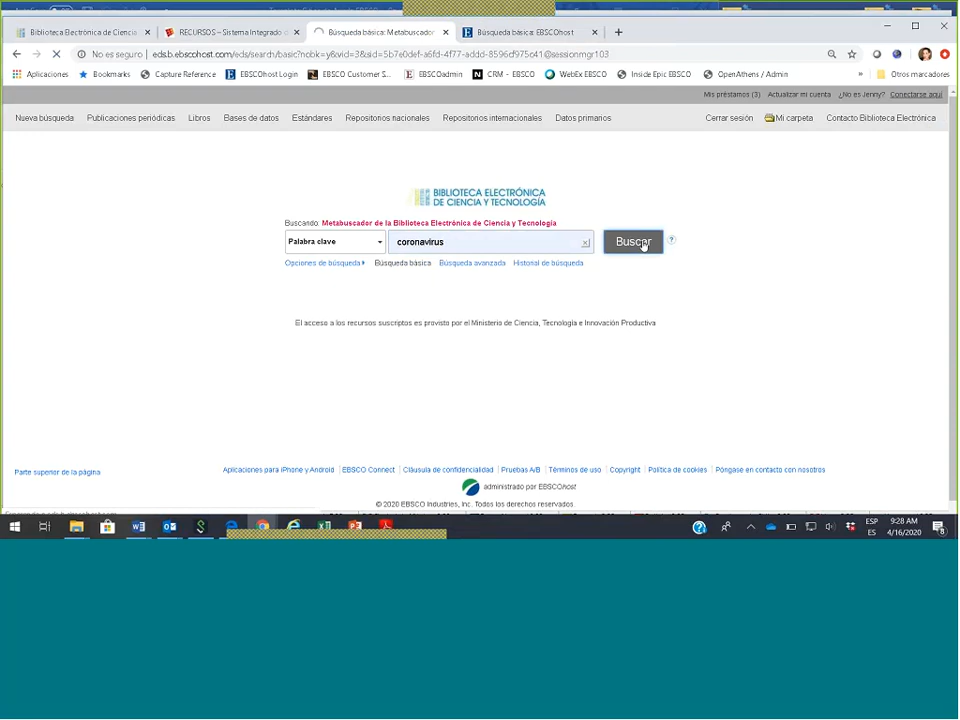 Biblioteca Electrónica de Ciencia
RECURSOS – Sistema Integrado d
Búsqueda básica: Metabuscador
Búsqueda básica: EBSCOhost
No es seguro | eds.b.ebscohost.com/eds/search/basic?nobk=y&vid=3&sid=5b7e0def-a6fd-4f77-addd-8596cf975c41@sessionmgr103
Aplicaciones Bookmarks Capture Reference EBSCOhost Login EBSCO Customer S... EBSCOadmin CRM - EBSCO WebEx EBSCO Inside Epic EBSCO OpenAthens / Admin » Otros marcadores
Mis préstamos (3) Actualizar mi cuenta ¿No es Jenny? Conectarse aquí
Nueva búsqueda Publicaciones periódicas Libros Bases de datos Estándares Repositorios nacionales Repositorios internacionales Datos primarios Cerrar sesión Mi carpeta Contacto Biblioteca Electrónica
BIBLIOTECA ELECTRÓNICA
DE CIENCIA Y TECNOLOGÍA
Buscando: Metabuscador de la Biblioteca Electrónica de Ciencia y Tecnología
Palabra clave coronavirus Buscar ?
Opciones de búsqueda Búsqueda básica Búsqueda avanzada Historial de búsqueda
El acceso a los recursos suscriptos es provisto por el Ministerio de Ciencia, Tecnología e Innovación Productiva
Parte superior de la página
Aplicaciones para iPhone y Android EBSCO Connect Cláusula de confidencialidad Pruebas A/B Términos de uso Copyright Política de cookies Póngase en contacto con nosotros
administrado por EBSCOhost
© 2020 EBSCO Industries, Inc. Todos los derechos reservados.
ESP
ES
9:28 AM
4/16/2020
8